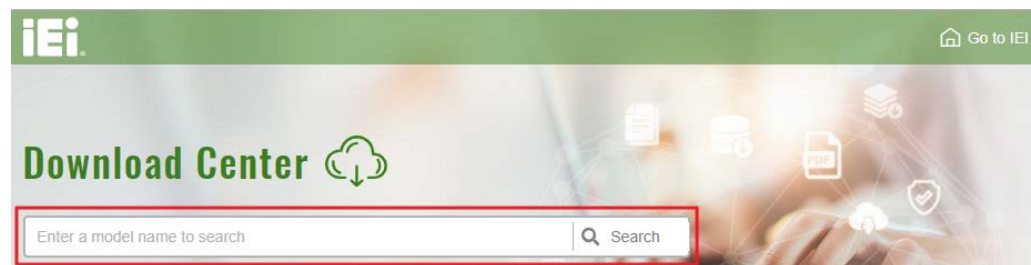 iEi.
Go to IEI
Download Center
PDF
Enter a model name to search
Search